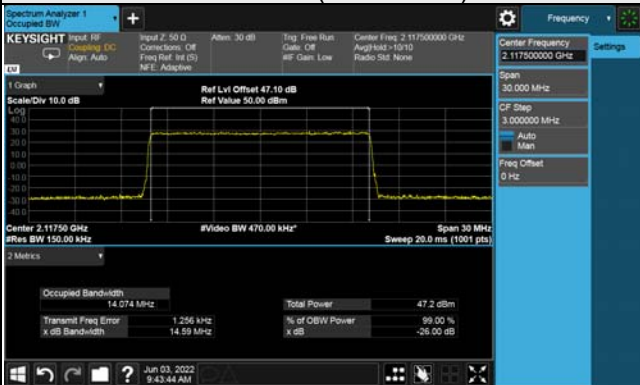 Spectrum Analyzer 1
Occupied BW
Frequency
KEYSIGHT
Input: RF
Coupling: DC
Align: Auto
Input Z: 50 Ω
Corrections: Off
Freq Ref: Int (S)
NFE: Adaptive
Atten: 30 dB
Trig: Free Run
Gate: Off
#IF Gain: Low
Center Freq: 2.117500000 GHz
Avg|Hold:>10/10
Radio Std: None
Center Frequency
2.117500000 GHz
Settings
Span
30.000 MHz
CF Step
3.000000 MHz
Auto
Man
Freq Offset
0 Hz
1 Graph
Scale/Div 10.0 dB
Ref Lvl Offset 47.10 dB
Ref Value 50.00 dBm
Log
40.0
30.0
20.0
10.0
0.00
-10.0
-20.0
-30.0
-40.0
Center 2.11750 GHz
#Res BW 150.00 kHz
#Video BW 470.00 kHz*
Span 30 MHz
Sweep 20.0 ms (1001 pts)
2 Metrics
Occupied Bandwidth
14.074 MHz
Total Power 47.2 dBm
Transmit Freq Error 1.256 kHz
% of OBW Power 99.00 %
x dB Bandwidth 14.59 MHz
x dB -26.00 dB
?
Jun 03, 2022
9:43:44 AM